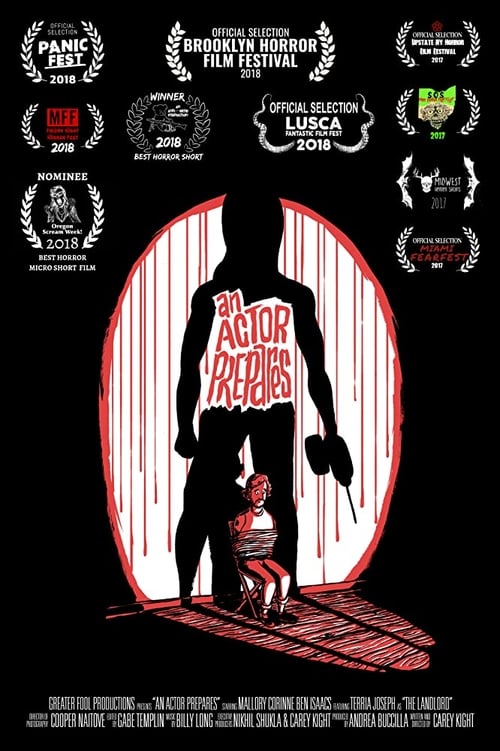 OFFICIAL
SELECTION
PANIC
FEST
2018
OFFICIAL SELECTION
BROOKLYN HORROR
FILM FESTIVAL
2018
OFFICIAL SELECTION
UPSTATE NY HORROR
FILM FESTIVAL
2017
MFF
HORROR FEST
2018
WINNER
2018
BEST HORROR SHORT
OFFICIAL SELECTION
LUSCA
FANTASTIC FILM FEST
2018
S.O.S.
2017
NOMINEE
Oregon
Scream Week!
2018
BEST HORROR
MICRO SHORT FILM
MIDWEST
2017
OFFICIAL SELECTION
MIAMI
FEARFEST
2017
an
ACTOR
PREPARES
GREATER FOOL PRODUCTIONS PRESENTS "AN ACTOR PREPARES" STARRING MALLORY CORINNE BEN ISAACS FEATURING TERRIA JOSEPH AS "THE LANDLORD"
DIRECTOR OF PHOTOGRAPHY COOPER NAITOVE EDITED BY GABE TEMPLIN MUSIC BY BILLY LONG EXECUTIVE PRODUCERS NIKHIL SHUKLA & CAREY KIGHT PRODUCED BY ANDREA BUCCILLA WRITTEN AND DIRECTED BY CAREY KIGHT